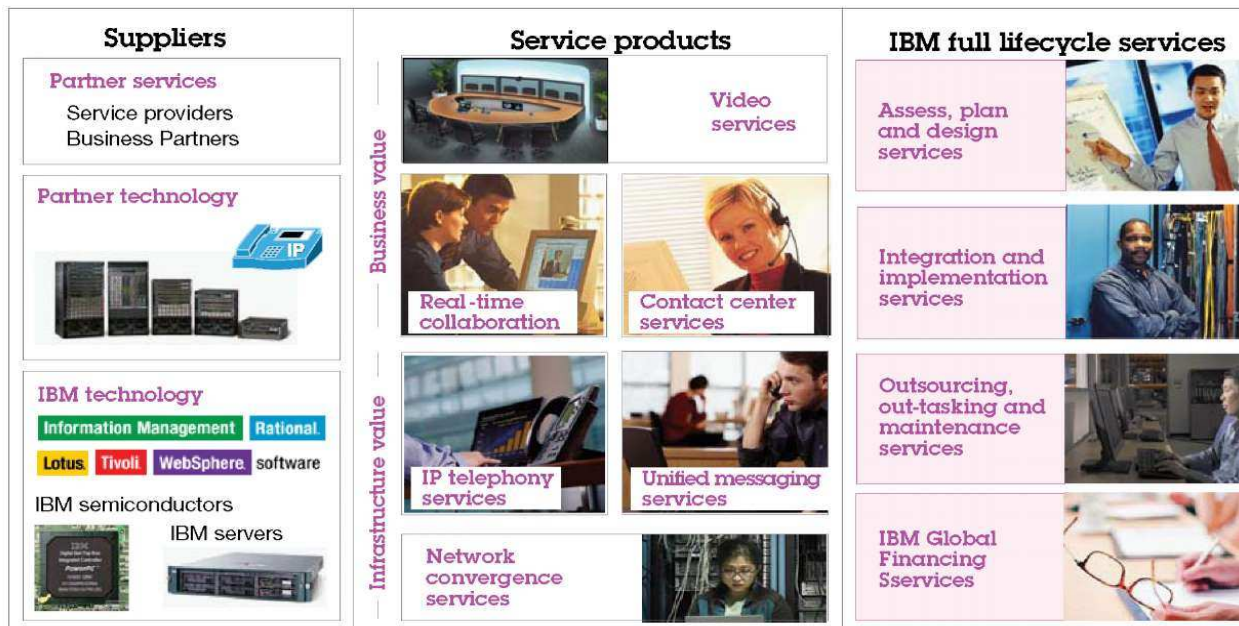 Suppliers
Partner services
Service providers
Business Partners
Partner technology
IP
IBM technology
Information Management
Rational.
Lotus.
Tivoli.
WebSphere.
software
IBM semiconductors
IBM servers
IBM
PowerPC
Service products
Business value
Video
services
Real-time
collaboration
Contact center
services
Infrastructure value
IP telephony
services
Unified messaging
services
Network
convergence
services
IBM full lifecycle services
Assess, plan
and design
services
Integration and
implementation
services
Outsourcing,
out-tasking and
maintenance
services
IBM Global
Financing
Sservices